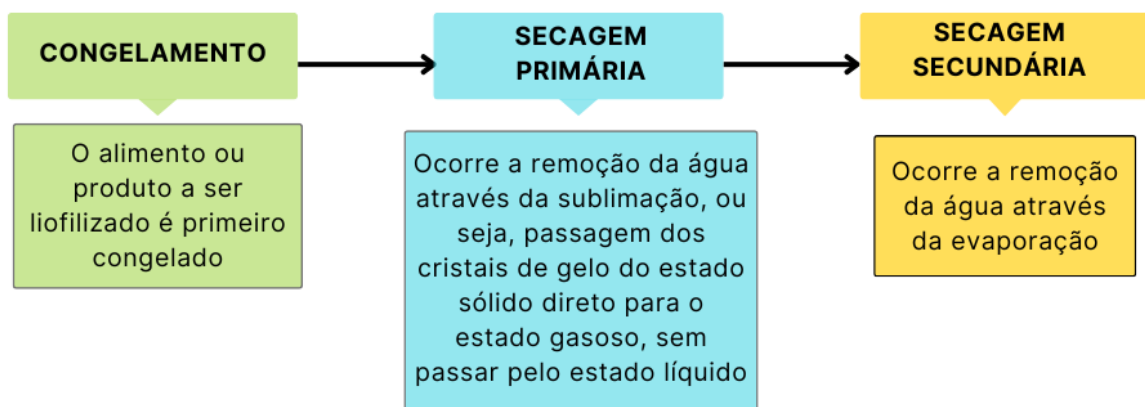 CONGELAMENTO
O alimento ou
produto a ser
liofilizado é primeiro
congelado
SECAGEM
PRIMÁRIA
Ocorre a remoção da água
através da sublimação, ou
seja, passagem dos
cristais de gelo do estado
sólido direto para o
estado gasoso, sem
passar pelo estado líquido
SECAGEM
SECUNDÁRIA
Ocorre a remoção
da água através
da evaporação